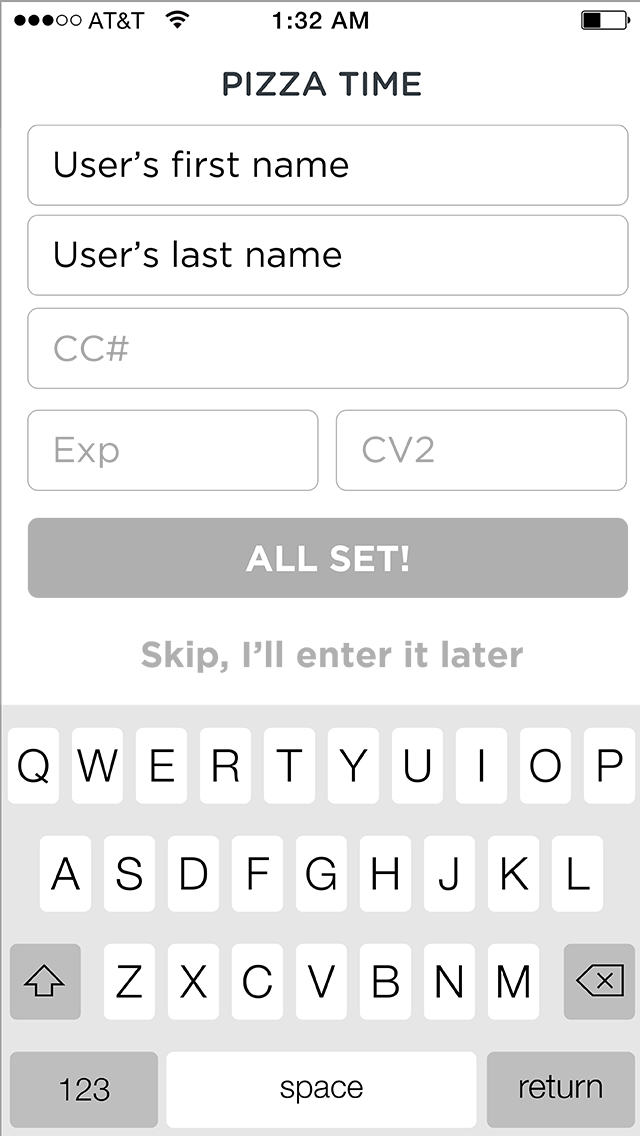 AT&T 1:32 AM
PIZZA TIME
User’s first name
User’s last name
CC#
Exp CV2
ALL SET!
Skip, I’ll enter it later
Q W E R T Y U I O P
A S D F G H J K L
Z X C V B N M
123 space return